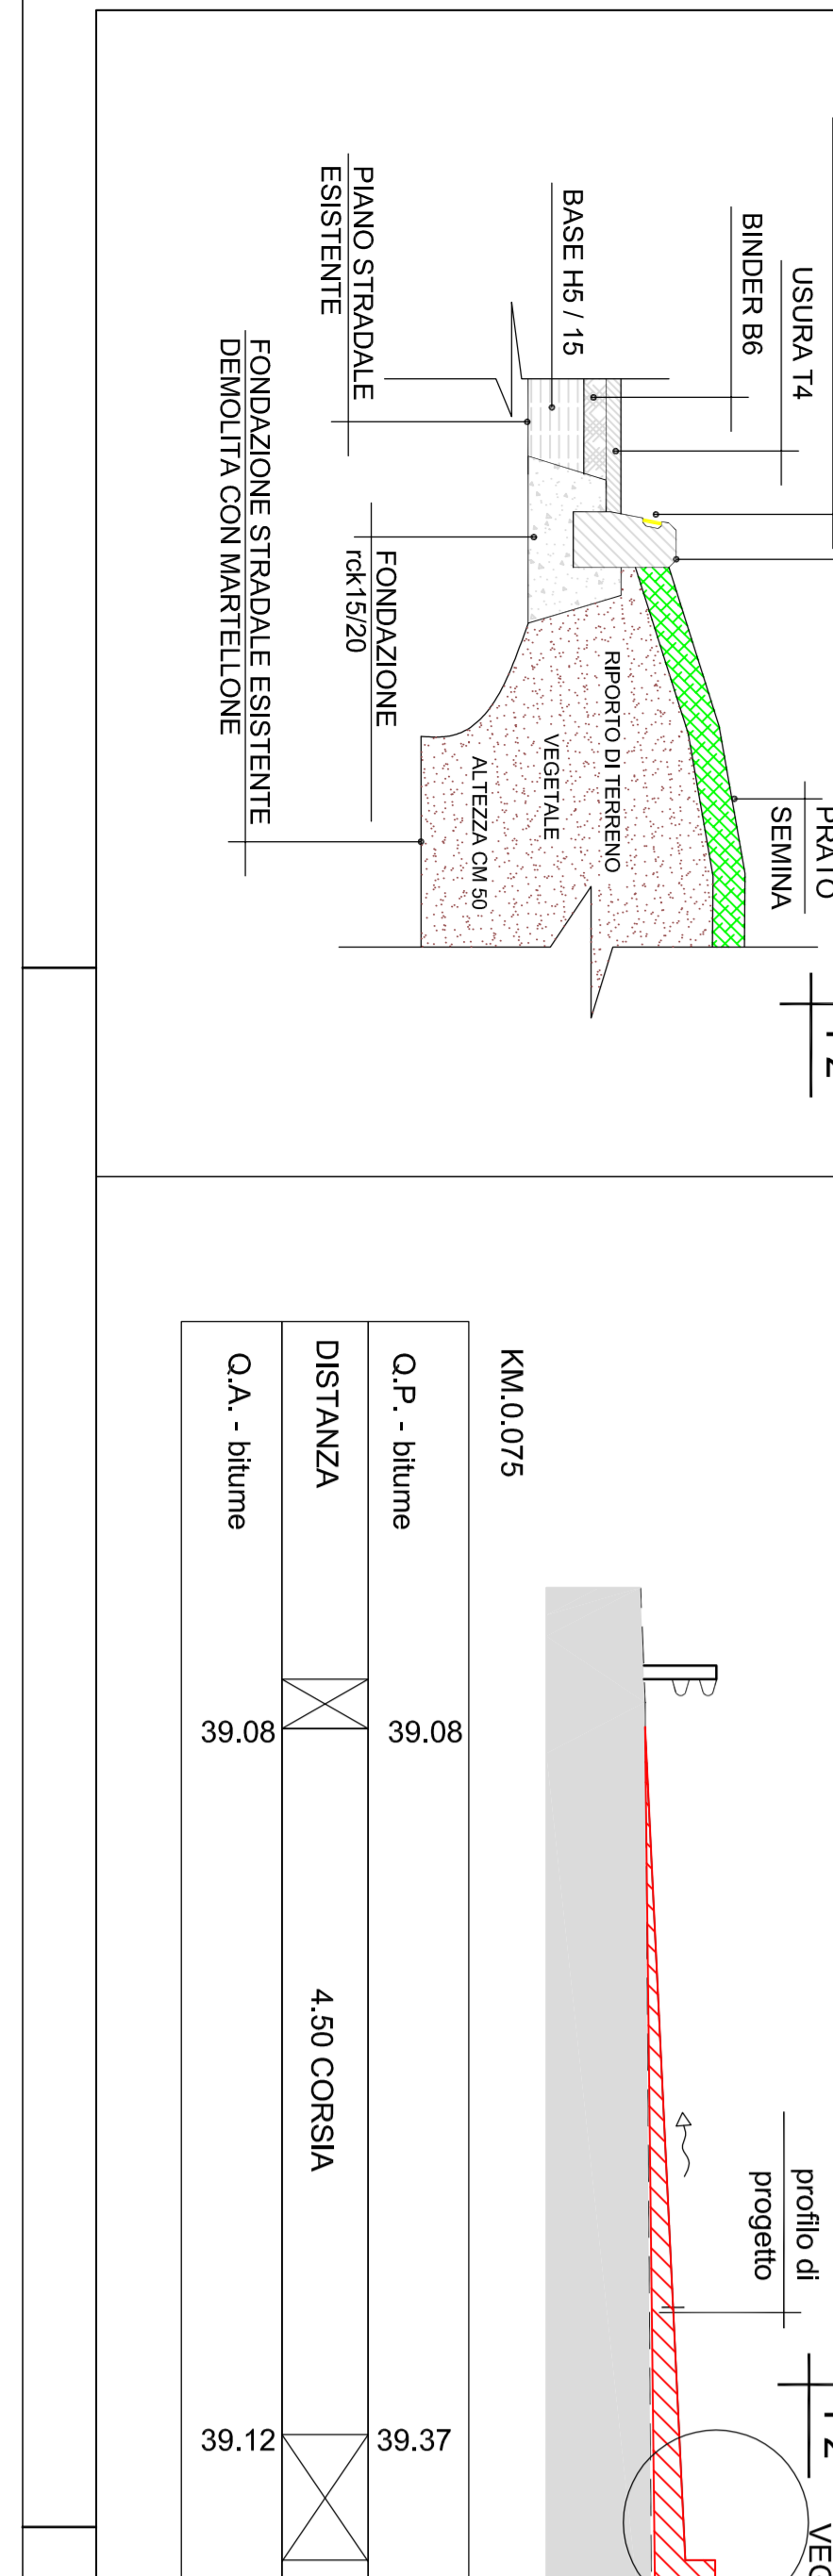 USURA T4
BINDER B6
BASE H5 / 15
PIANO STRADALE
ESISTENTE
FONDAZIONE STRADALE ESISTENTE
DEMOLITA CON MARTELLONE
FONDAZIONE
rck15/20
RIPORTO DI TERRENO
VEGETALE
ALTEZZA CM 50
PRATO
SEMINA
KM.0.075
Q.P. - bitume
39.08
39.37
DISTANZA
4.50 CORSIA
Q.A. - bitume
39.08
39.12
profilo di
progetto